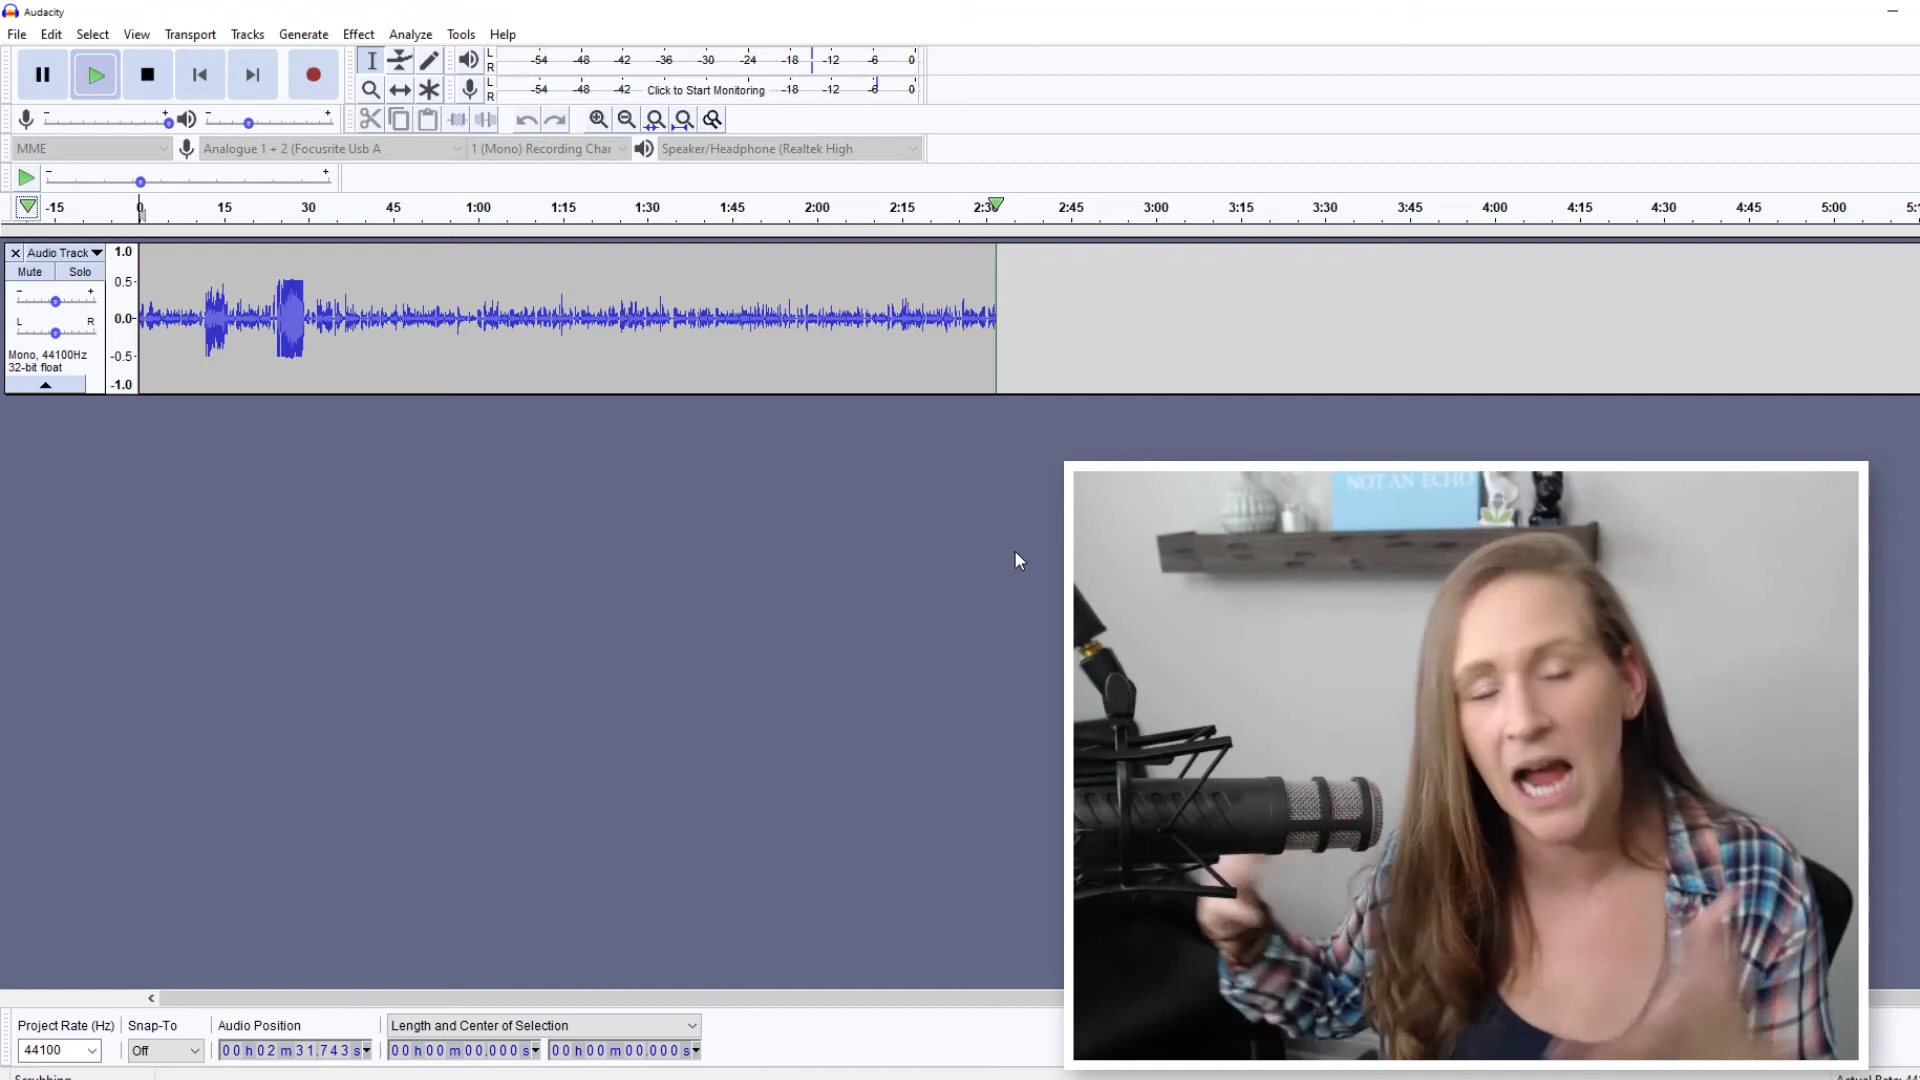 Audacity
File Edit Select View Transport Tracks Generate Effect Analyze Tools Help
L
R
-54 -48 -42 -36 -30 -24 -18 -12 -6 0
L
R
-54 -48 -42 Click to Start Monitoring -18 -12 -6 0
- +
- +
MME
Analogue 1 + 2 (Focusrite Usb A
1 (Mono) Recording Char
Speaker/Headphone (Realtek High
- +
-15 0 15 30 45 1:00 1:15 1:30 1:45 2:00 2:15 2:30 2:45 3:00 3:15 3:30 3:45 4:00 4:15 4:30 4:45 5:00
X Audio Track
Mute Solo
- +
L R
Mono, 44100Hz
32-bit float
1.0
0.5
0.0
-0.5
-1.0
NOT AN ECHO
Project Rate (Hz) Snap-To Audio Position Length and Center of Selection
44100 Off 00 h 02 m 31.743 s 00 h 00 m 00.000 s 00 h 00 m 00.000 s